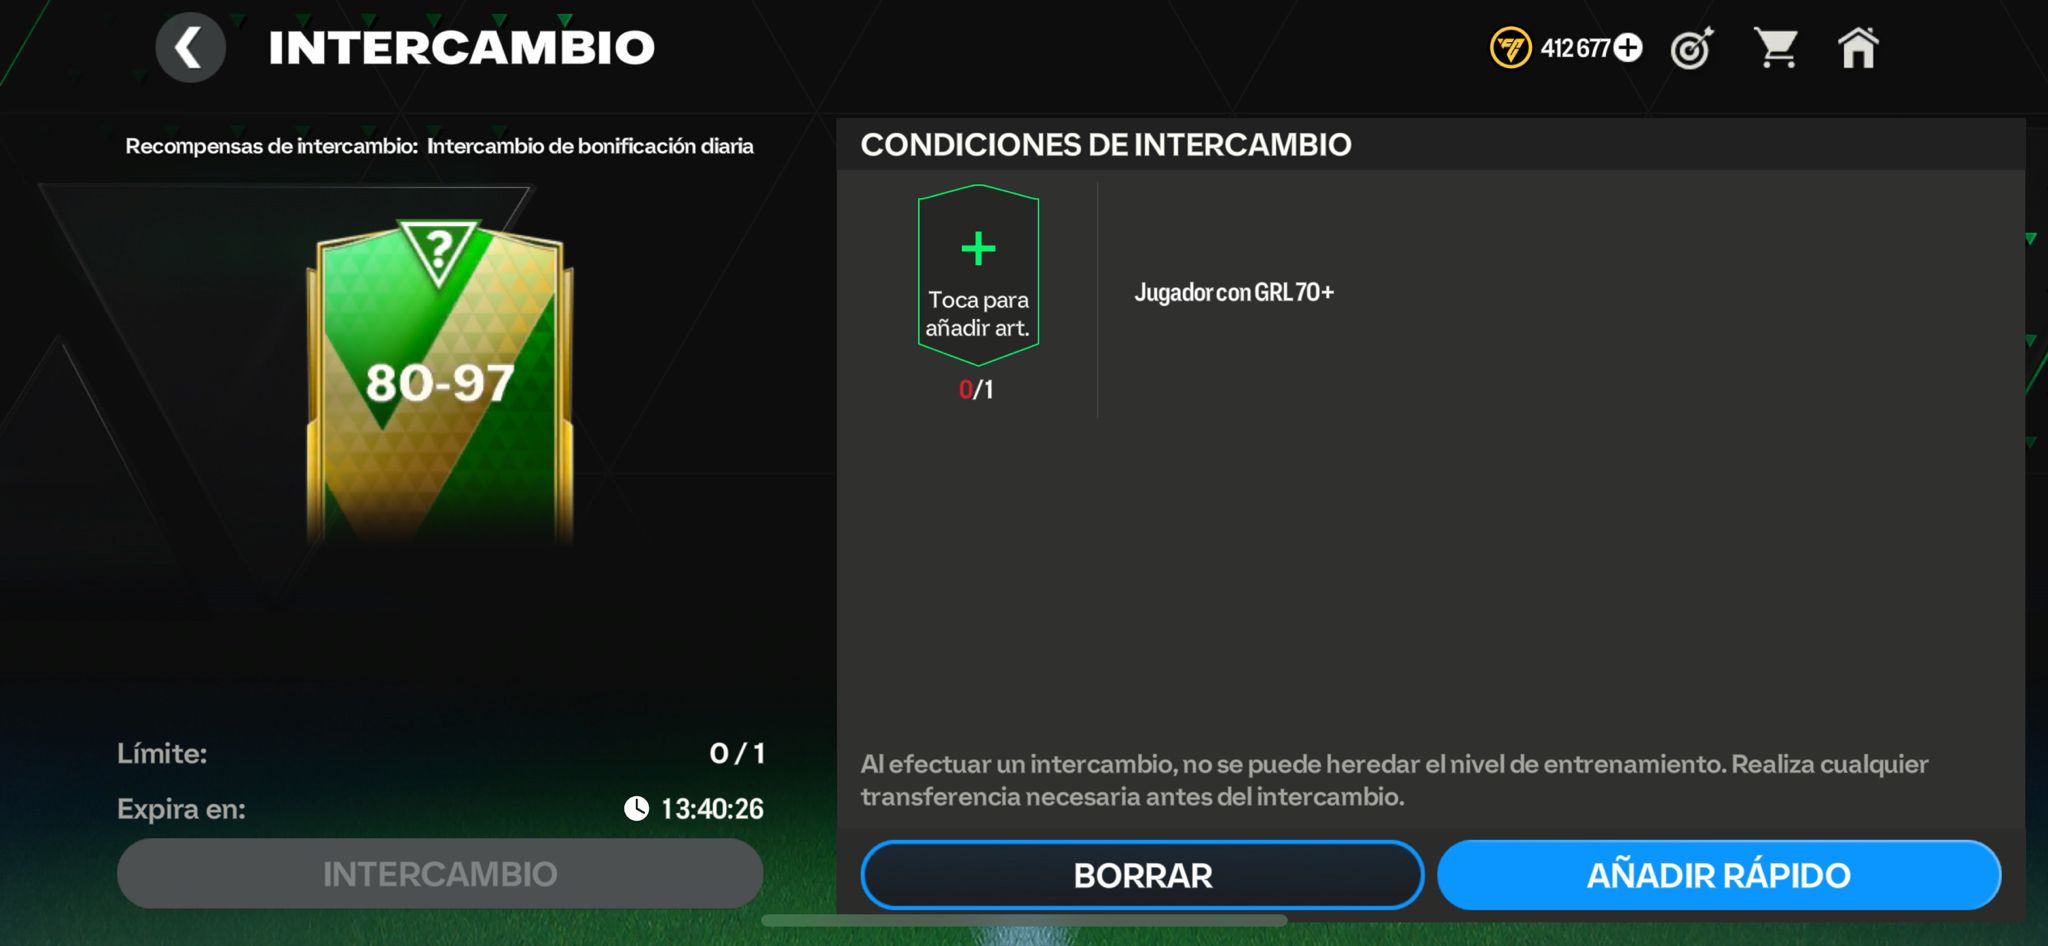 INTERCAMBIO
412 677
Recompensas de intercambio: Intercambio de bonificación diaria
?
80-97
Límite:
0 / 1
Expira en:
13:40:26
INTERCAMBIO
CONDICIONES DE INTERCAMBIO
+
Toca para
añadir art.
0/1
Jugador con GRL 70+
Al efectuar un intercambio, no se puede heredar el nivel de entrenamiento. Realiza cualquier
transferencia necesaria antes del intercambio.
BORRAR
AÑADIR RÁPIDO